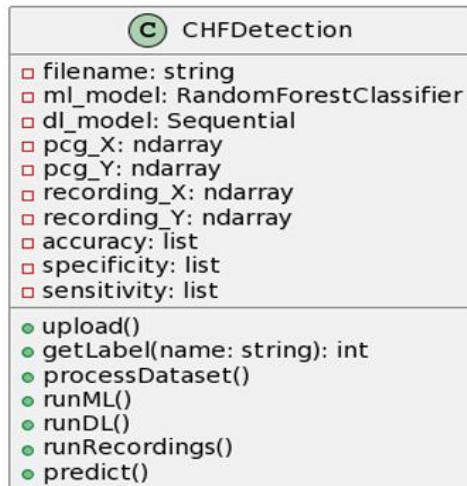 C CHFDetection
filename: string
ml_model: RandomForestClassifier
dl_model: Sequential
pcg_X: ndarray
pcg_Y: ndarray
recording_X: ndarray
recording_Y: ndarray
accuracy: list
specificity: list
sensitivity: list
upload()
getLabel(name: string): int
processDataset()
runML()
runDL()
runRecordings()
predict()